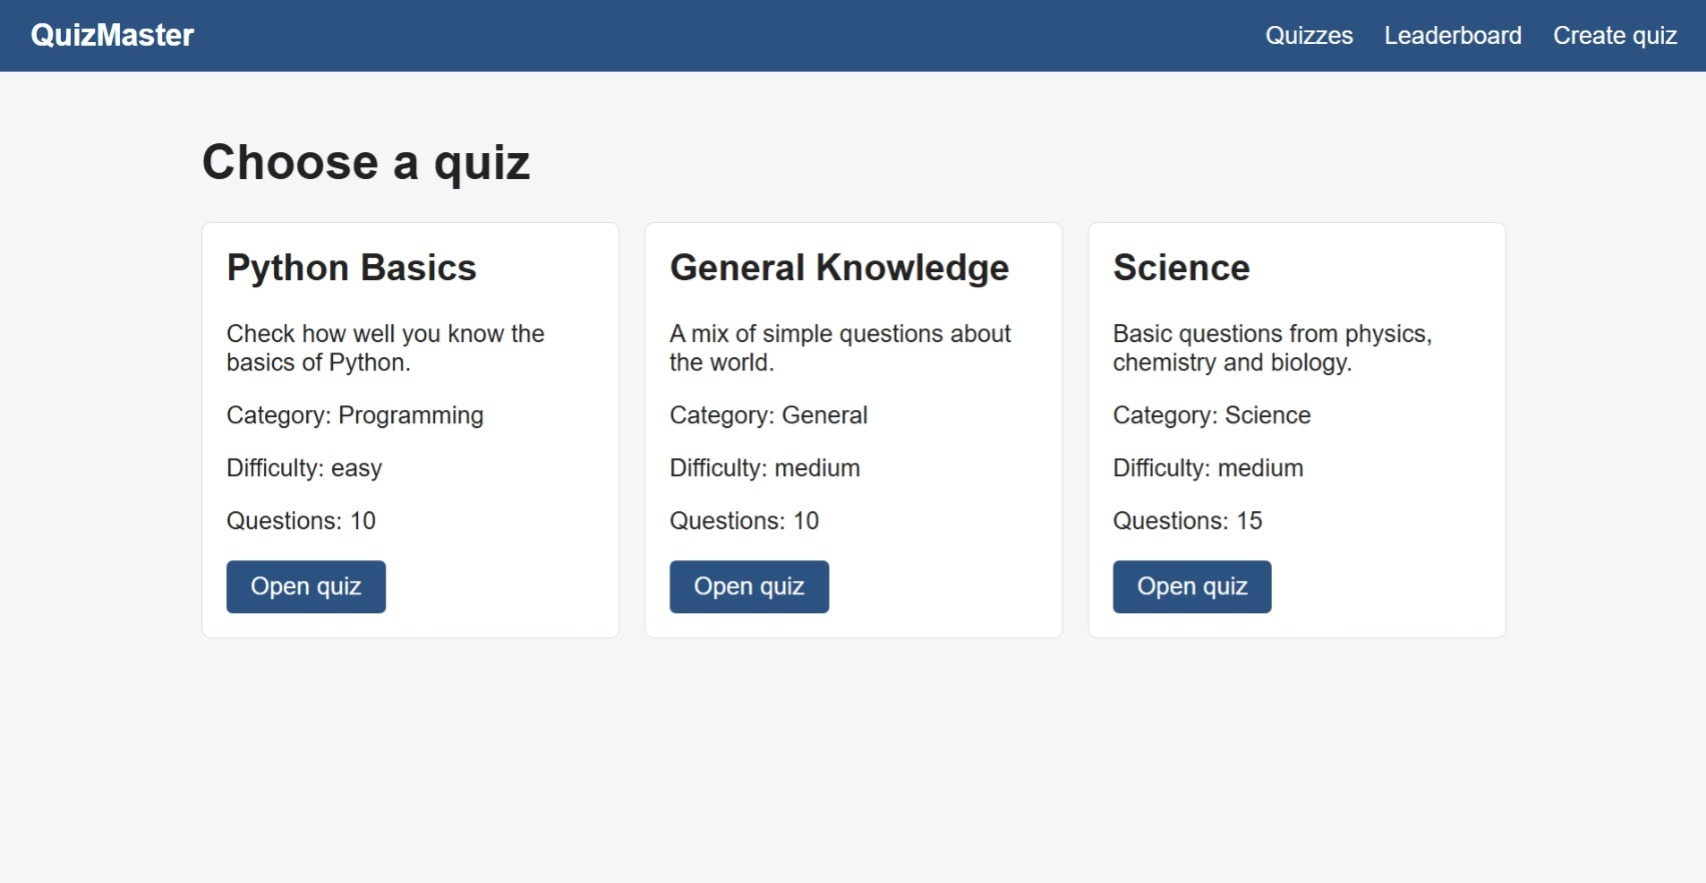 QuizMaster
Quizzes
Leaderboard
Create quiz
Choose a quiz
Python Basics
Check how well you know the
basics of Python.
Category: Programming
Difficulty: easy
Questions: 10
Open quiz
General Knowledge
A mix of simple questions about
the world.
Category: General
Difficulty: medium
Questions: 10
Open quiz
Science
Basic questions from physics,
chemistry and biology.
Category: Science
Difficulty: medium
Questions: 15
Open quiz